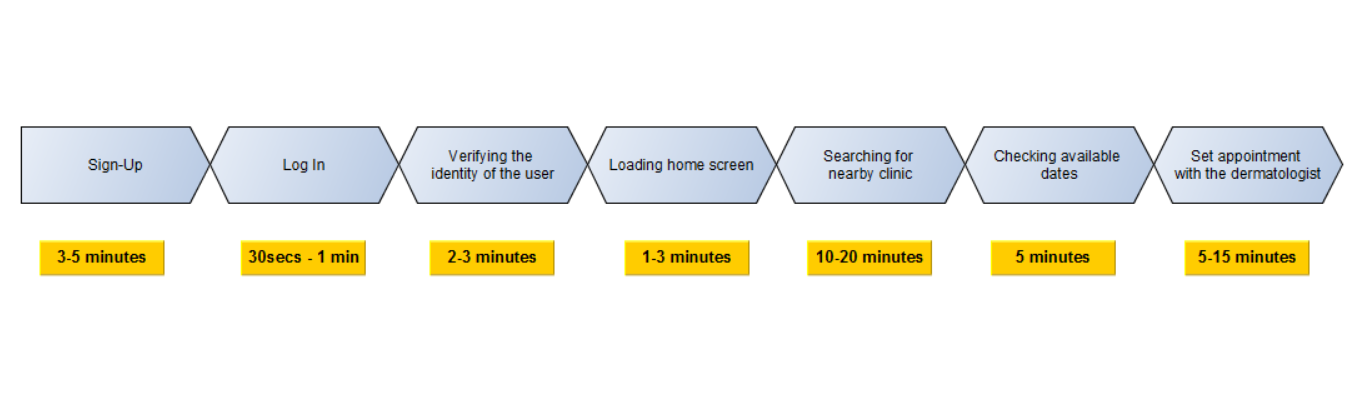 Sign-Up
Log In
Verifying the
identity of the user
Loading home screen
Searching for
nearby clinic
Checking available
dates
Set appointment
with the dermatologist
3-5 minutes
30secs - 1 min
2-3 minutes
1-3 minutes
10-20 minutes
5 minutes
5-15 minutes